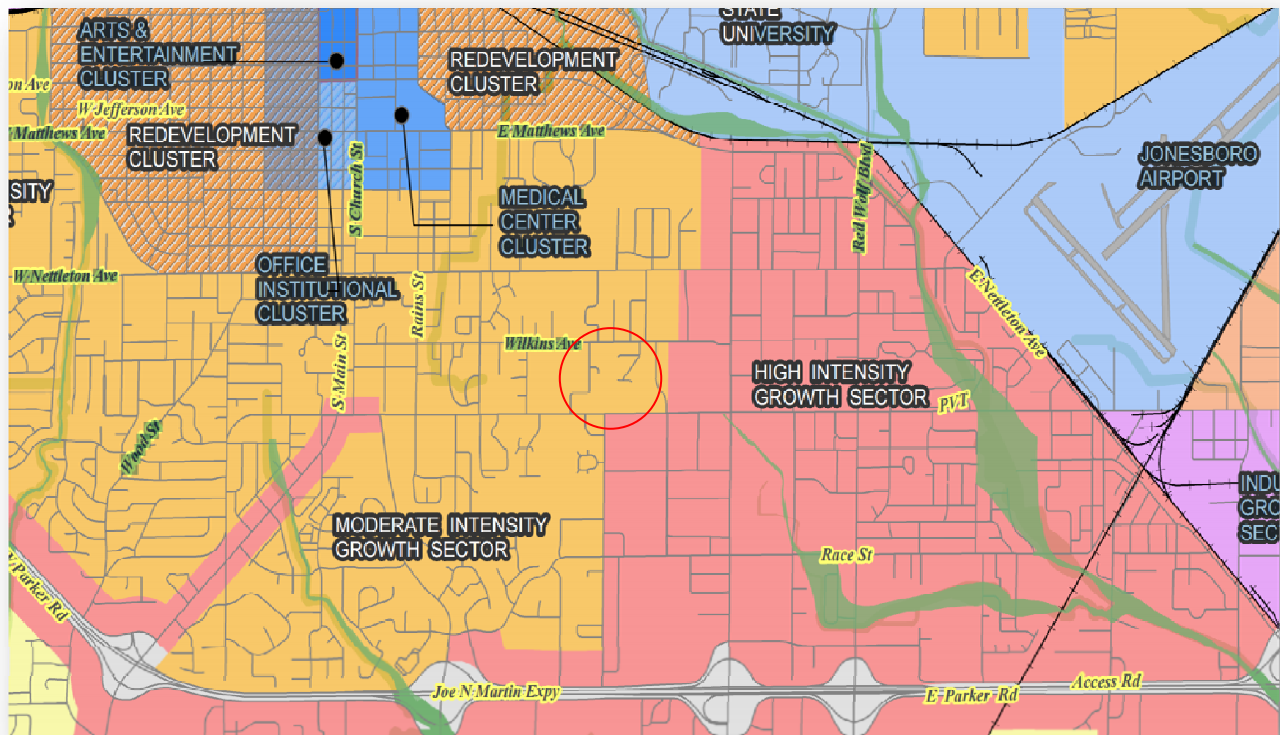 STATE
UNIVERSITY
ARTS &
ENTERTAINMENT
CLUSTER
REDEVELOPMENT
CLUSTER
on Ave
W Jefferson Ave
Matthews Ave
REDEVELOPMENT
CLUSTER
E Matthews Ave
JONESBORO
AIRPORT
S Church St
Red Wolf Blvd
SITY
MEDICAL
CENTER
CLUSTER
W Nettleton Ave
OFFICE
INSTITUTIONAL
CLUSTER
Rains St
E Nettleton Ave
Wilkins Ave
S Main St
HIGH INTENSITY
GROWTH SECTOR
PVT
Wood St
INDU
GRO
SEC
MODERATE INTENSITY
GROWTH SECTOR
Race St
Parker Rd
Joe N Martin Expy
E Parker Rd
Access Rd